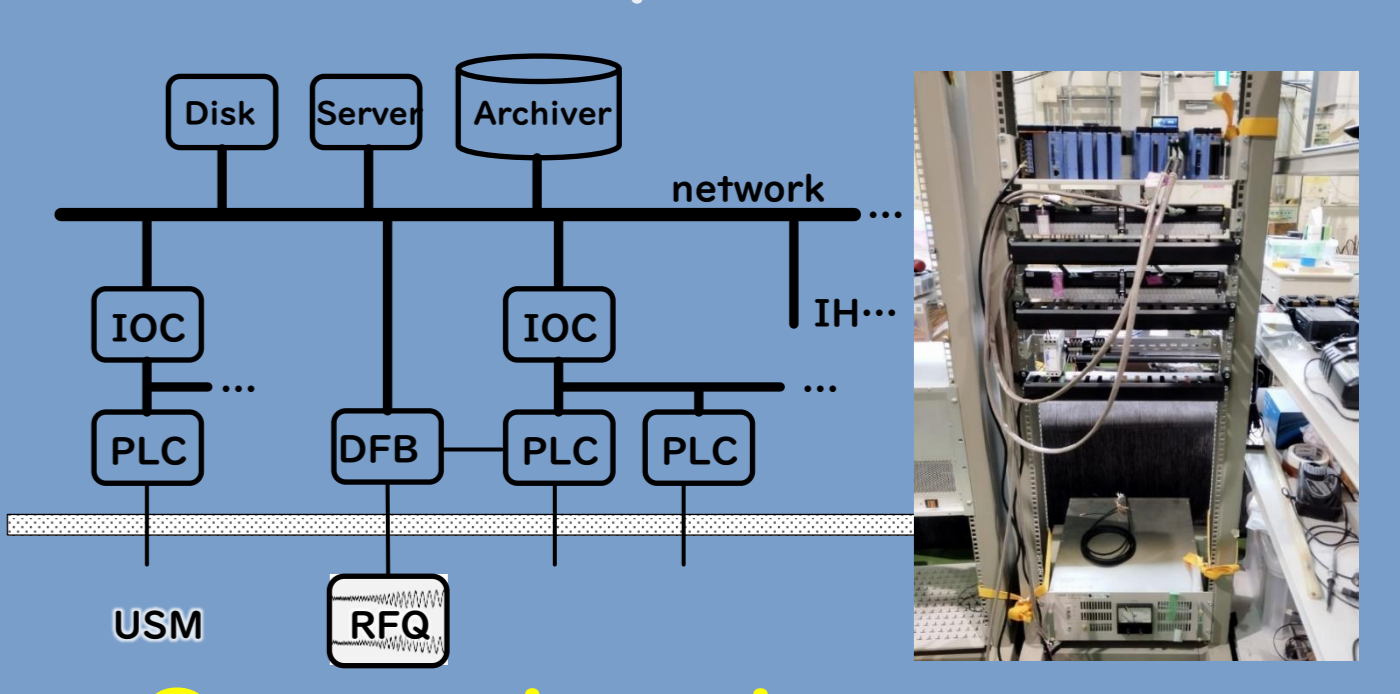 Disk
Server
Archiver
network
...
IOC
IOC
IH...
...
...
PLC
DFB
PLC
PLC
USM
RFQ